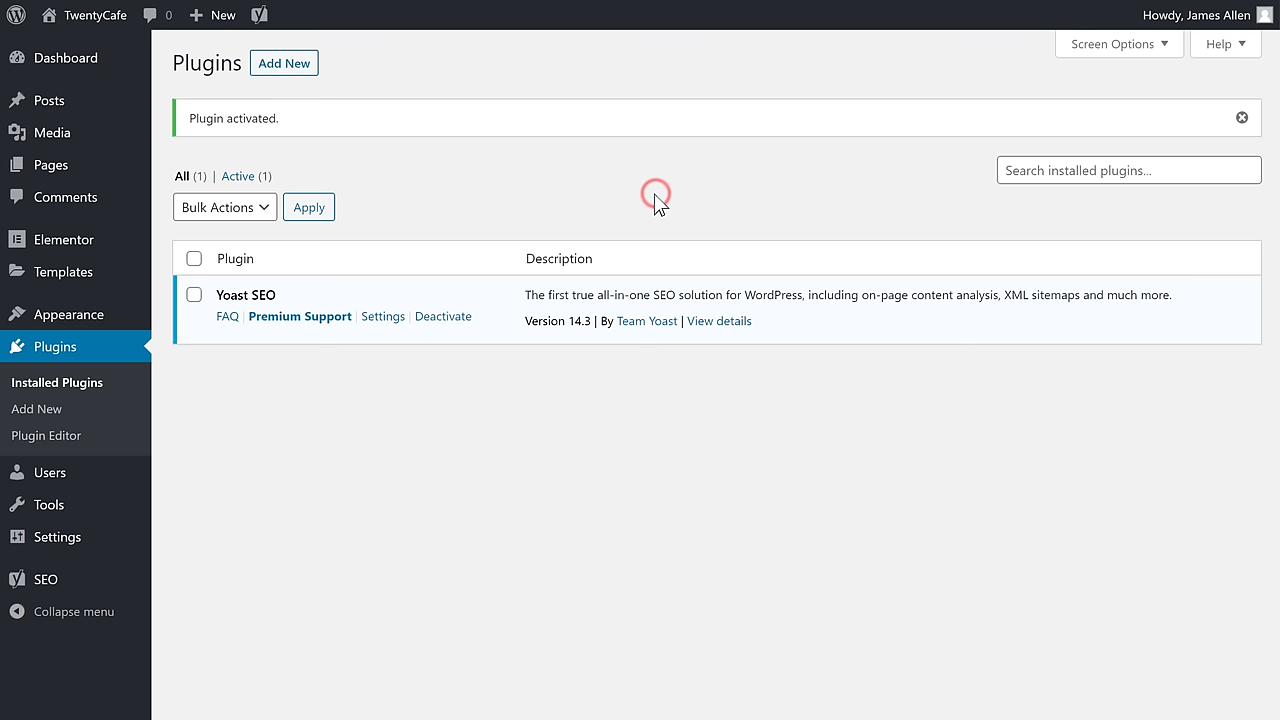 TwentyCafe 0 New Howdy, James Allen
Screen Options Help
Dashboard
Posts
Media
Pages
Comments
Elementor
Templates
Appearance
Plugins
Installed Plugins
Add New
Plugin Editor
Users
Tools
Settings
SEO
Collapse menu
Plugins Add New
Plugin activated.
All (1) | Active (1)
Search installed plugins...
Bulk Actions Apply
Plugin Description
Yoast SEO The first true all-in-one SEO solution for WordPress, including on-page content analysis, XML sitemaps and much more.
FAQ | Premium Support | Settings | Deactivate Version 14.3 | By Team Yoast | View details